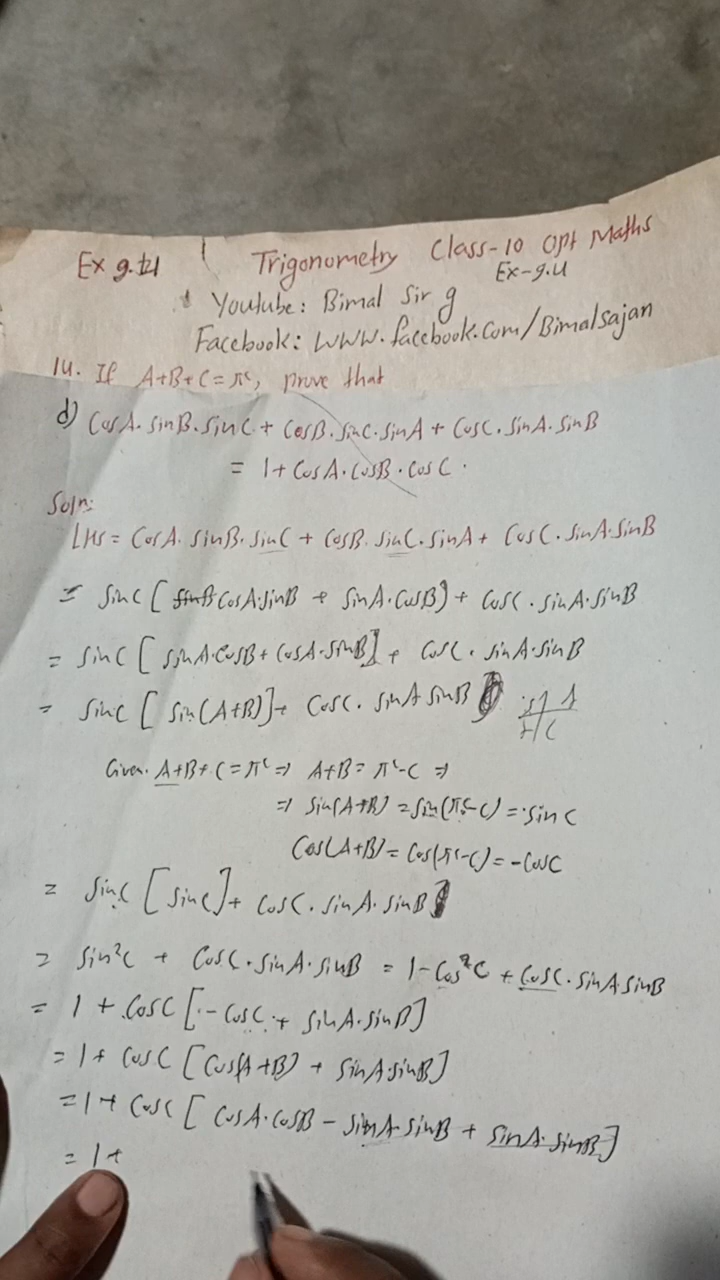 Ex 9.4 Trigonometry Class-10 Opt Maths
Ex-9.4
Youtube: Bimal Sir g
Facebook: www.facebook.com/Bimalsajan
14. If A+B+C = πᶜ, prove that
d) CosA. sinB. sinC + CosB. sinC. sinA + CosC. sinA. sinB
= 1 + CosA. CosB. CosC.
Soln:
LHS = CosA. sinB. sinC + CosB. sinC. sinA + CosC. sinA. sinB
= sinC [ CosA. sinB + sinA. CosB) + CosC. sinA. sinB
= sinC [ sinA. CosB + CosA. sinB] + CosC. sinA. sinB
= sinC [ sin(A+B)] + CosC. sinA sinB
Given. A+B+C = πᶜ ⇒ A+B = πᶜ-C ⇒
⇒ sin(A+B) = sin(πᶜ-C) = sinC
Cos(A+B) = Cos(πᶜ-C) = -CosC
= sinC [sinC] + CosC. sinA. sinB
= sin²C + CosC. sinA. sinB = 1 - Cos²C + CosC. sinA sinB
= 1 + CosC [ - CosC + sinA. sinB]
= 1 + CosC [Cos(A+B) + sinA. sinB]
= 1 + CosC [ CosA. CosB - sinA. sinB + sinA. sinB]
= 1 +